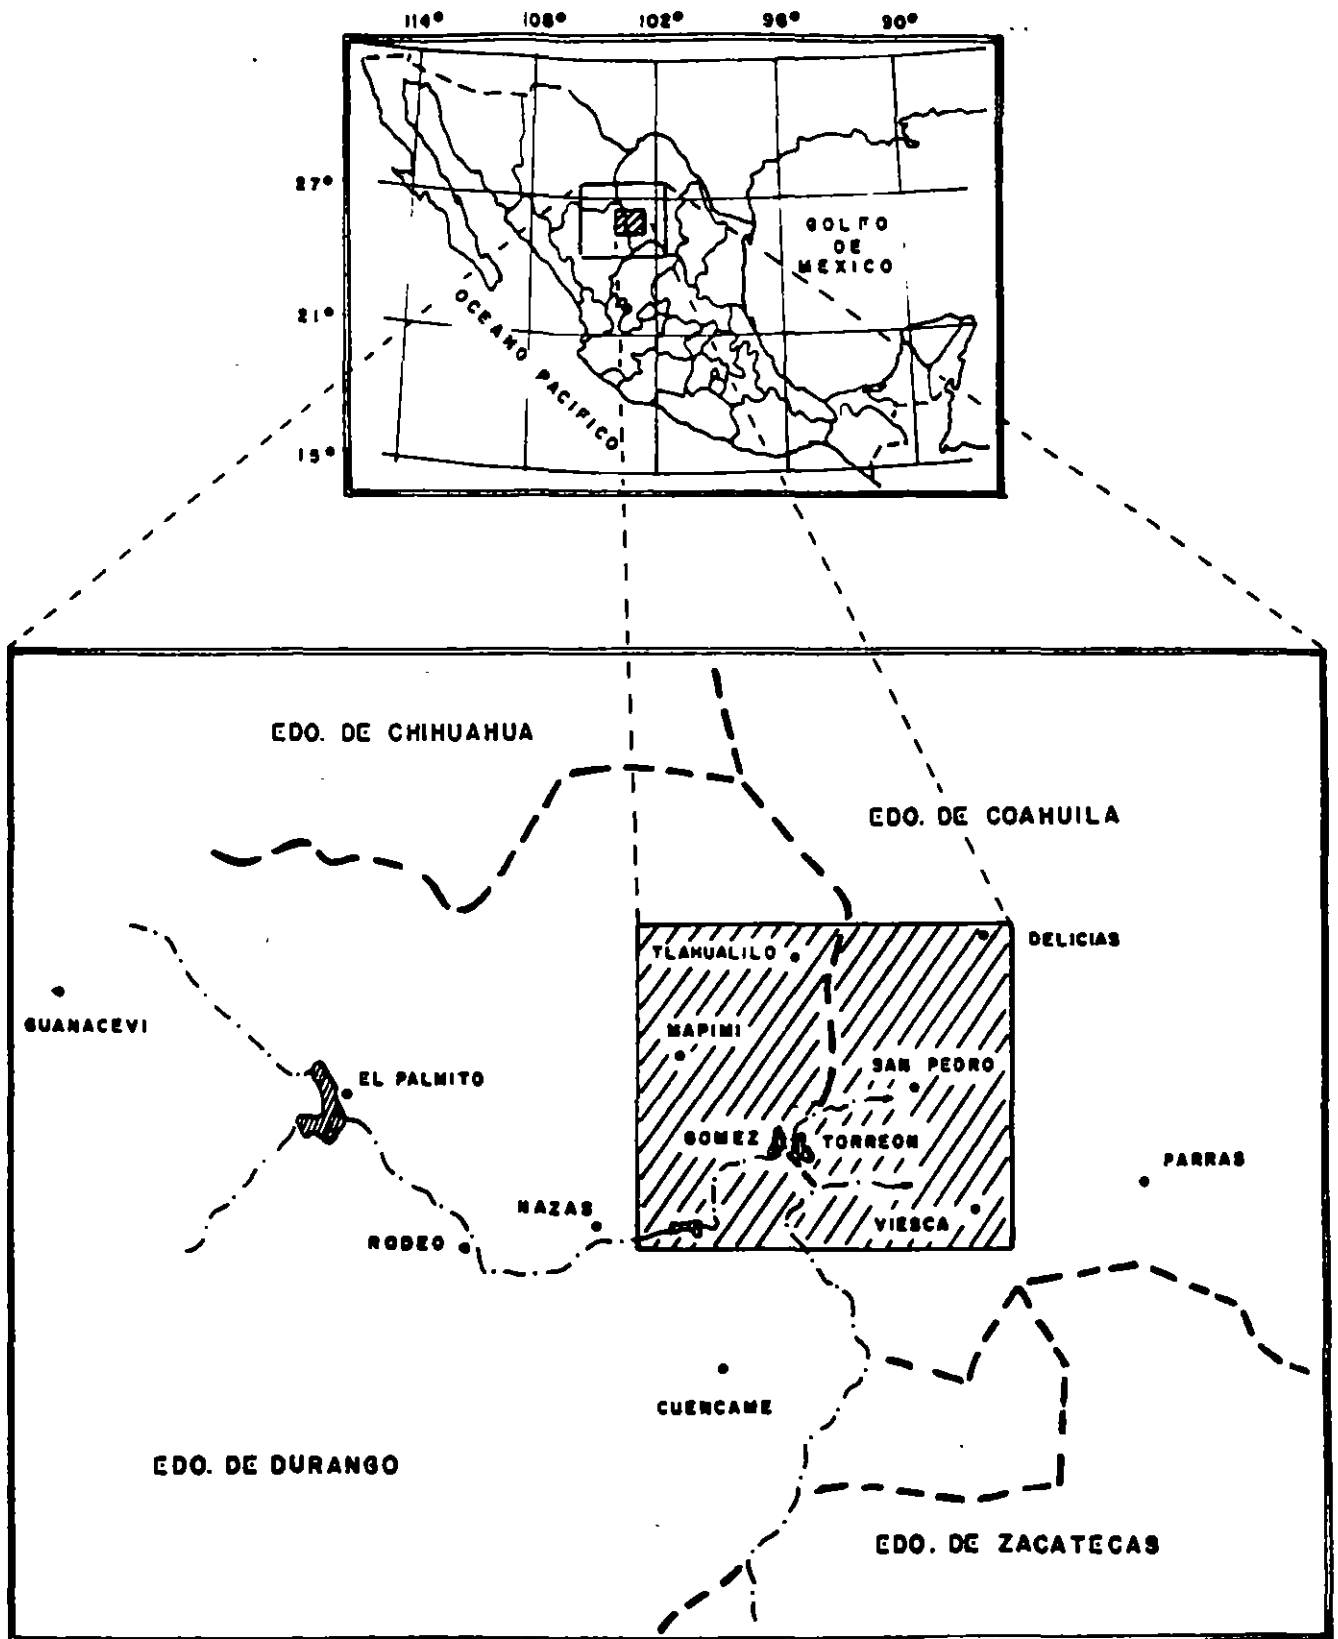 114° 108° 102° 96° 90°
27°
GOLFO
DE
MEXICO
21°
OCEANO PACIFICO
15°
EDO. DE CHIHUAHUA
EDO. DE COAHUILA
DELICIAS
TLAHUALILO
GUANACEVI
MAPIMI
SAN PEDRO
EL PALMITO
GOMEZ
TORREON
PARRAS
NAZAS
VIESCA
RODEO
CUENCAME
EDO. DE DURANGO
EDO. DE ZACATECAS